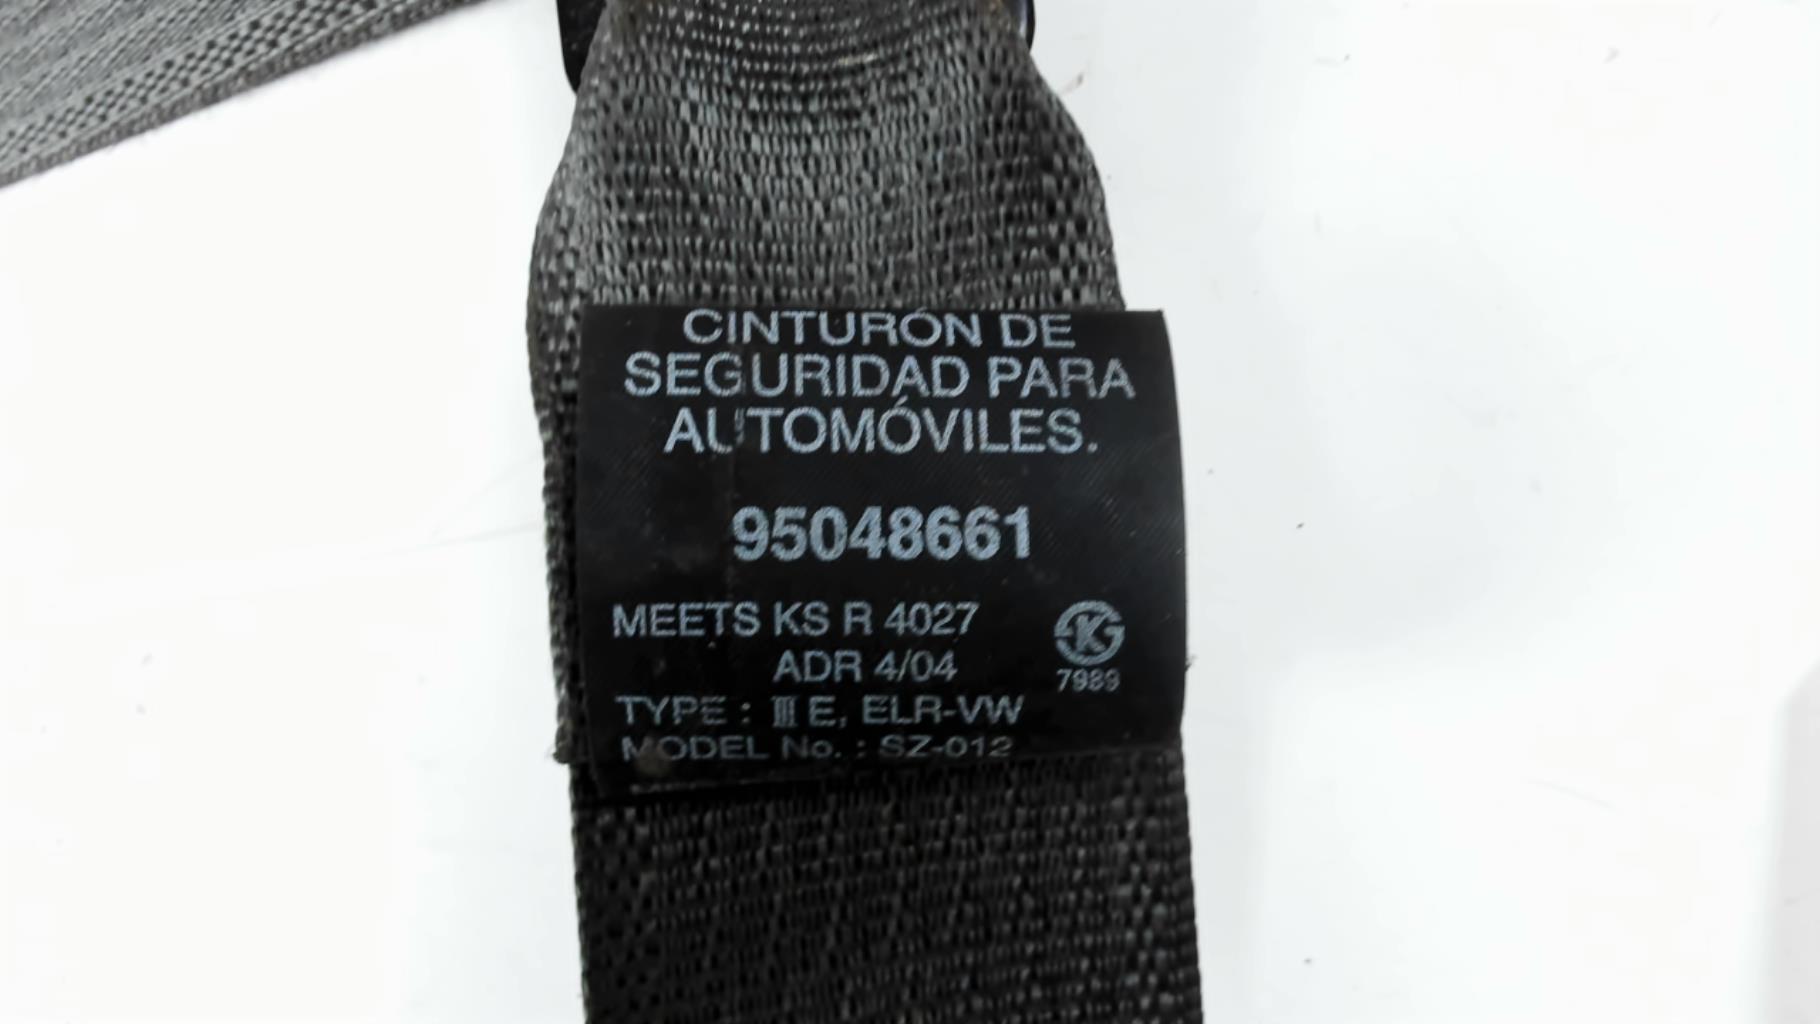 CINTURÓN DE
SEGURIDAD PARA
AUTOMÓVILES.
95048661
MEETS KS R 4027
ADR 4/04
7989
TYPE : III E, ELR-VW
MODEL No. : SZ-012